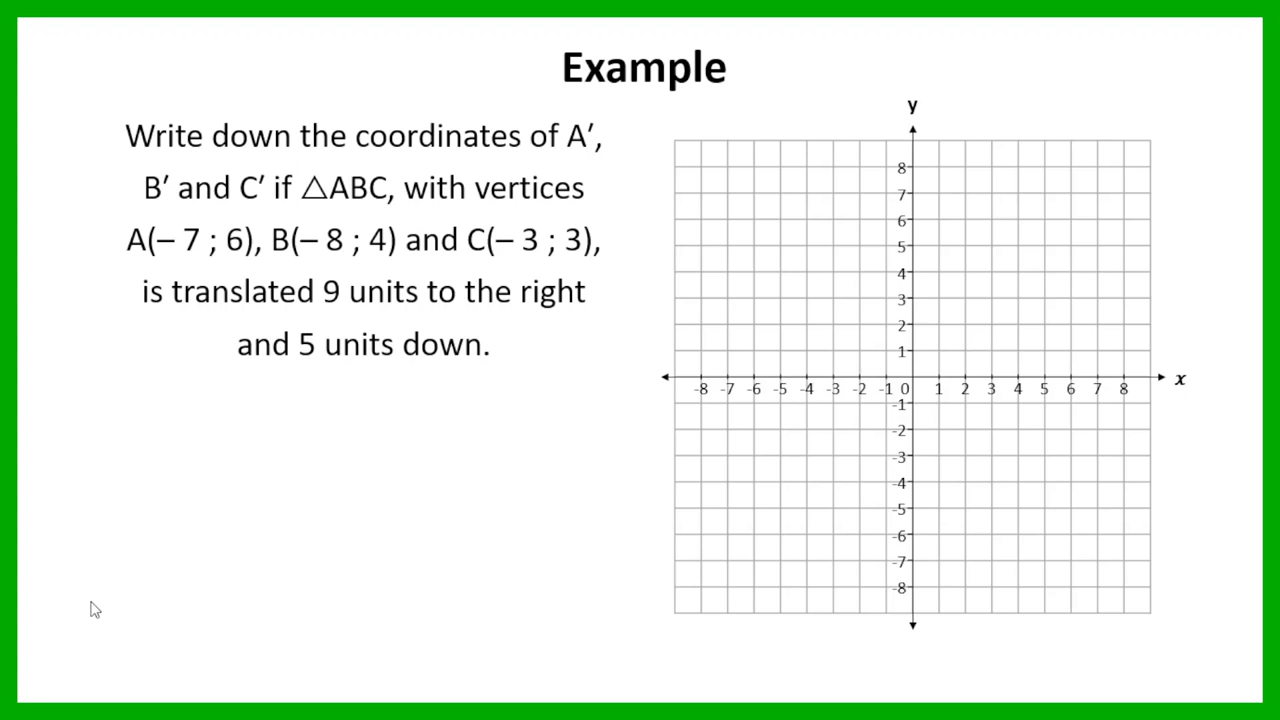 Example
Write down the coordinates of A′,
B′ and C′ if △ABC, with vertices
A(– 7 ; 6), B(– 8 ; 4) and C(– 3 ; 3),
is translated 9 units to the right
and 5 units down.
y
8
7
6
5
4
3
2
1
-8 -7 -6 -5 -4 -3 -2 -1 0 1 2 3 4 5 6 7 8 x
-1
-2
-3
-4
-5
-6
-7
-8